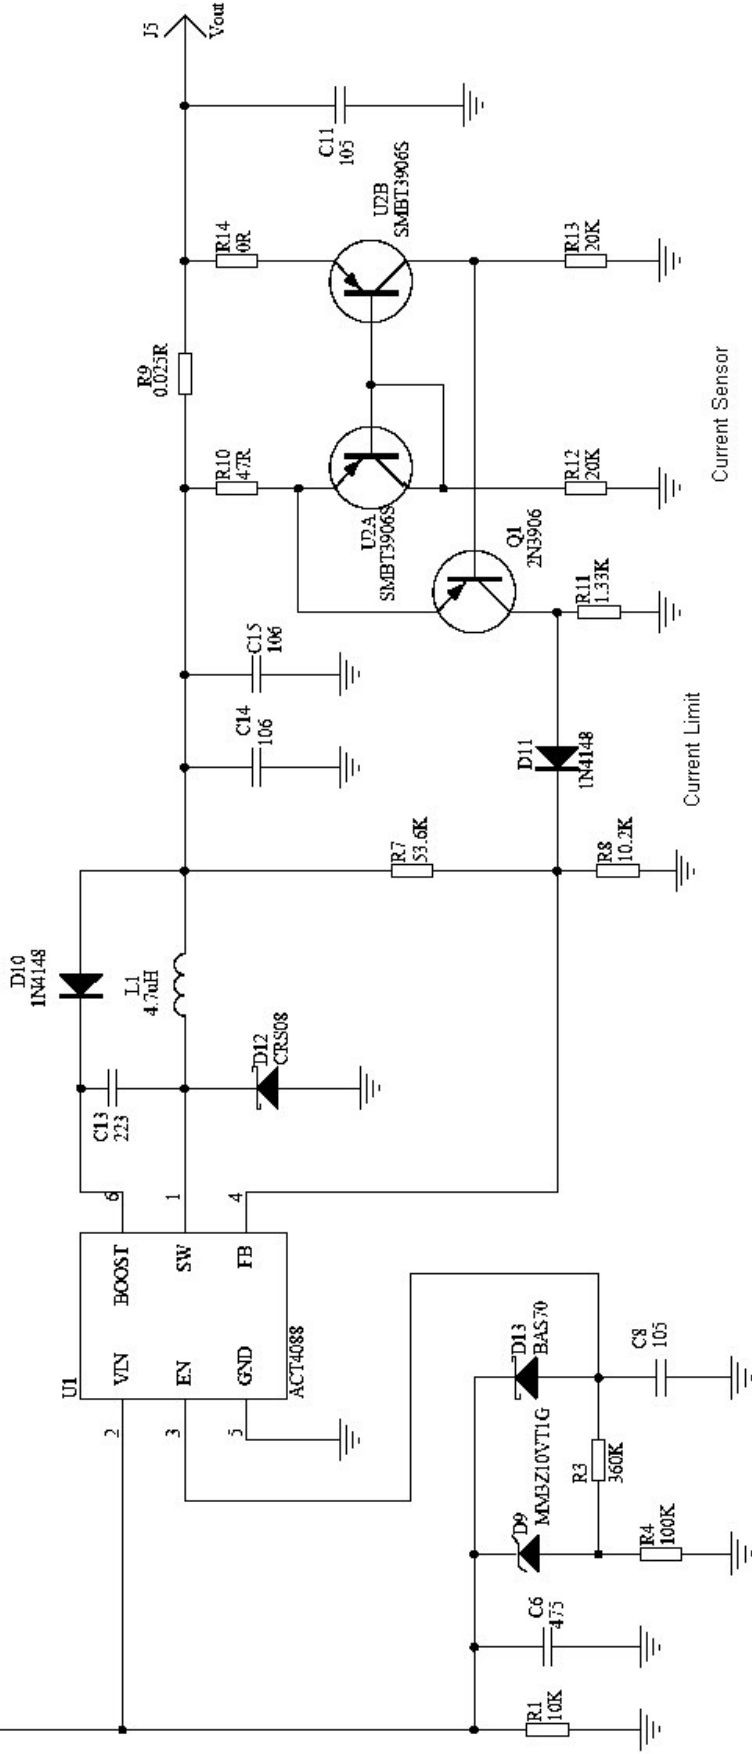 J5
Vout
C11
105
U2B
SMBT3906S
R14
0R
R13
20K
R9
0.025R
Current Sensor
R10
47R
U2A
SMBT3906S
R12
20K
Q1
2N3906
R11
1.33K
C15
106
C14
106
D11
1N4148
Current Limit
R7
53.6K
R8
10.2K
D10
1N4148
L1
4.7uH
D12
CRS08
C13
223
6
1
4
BOOST
SW
FB
VIN
EN
GND
U1
ACT4088
2
3
5
D13
BAS70
C8
105
MM3Z10VT1G
D9
R3
360K
R4
100K
C6
475
R1
10K